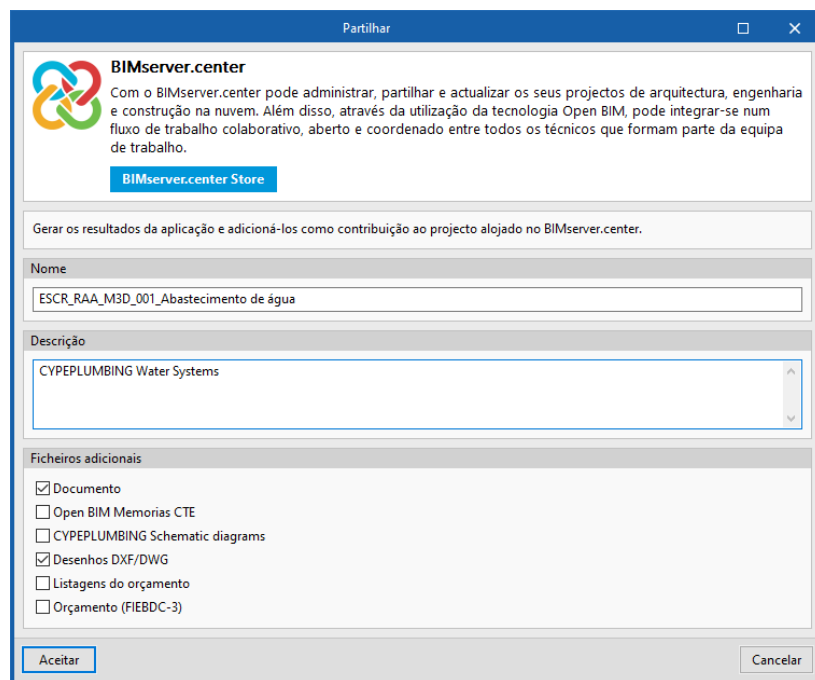 Partilhar
BIMserver.center
Com o BIMserver.center pode administrar, partilhar e actualizar os seus projectos de arquitectura, engenharia
e construção na nuvem. Além disso, através da utilização da tecnologia Open BIM, pode integrar-se num
fluxo de trabalho colaborativo, aberto e coordenado entre todos os técnicos que formam parte da equipa
de trabalho.
BIMserver.center Store
Gerar os resultados da aplicação e adicioná-los como contribuição ao projecto alojado no BIMserver.center.
Nome
ESCR_RAA_M3D_001_Abastecimento de água
Descrição
CYPEPLUMBING Water Systems
Ficheiros adicionais
Documento
Open BIM Memorias CTE
CYPEPLUMBING Schematic diagrams
Desenhos DXF/DWG
Listagens do orçamento
Orçamento (FIEBDC-3)
Aceitar
Cancelar